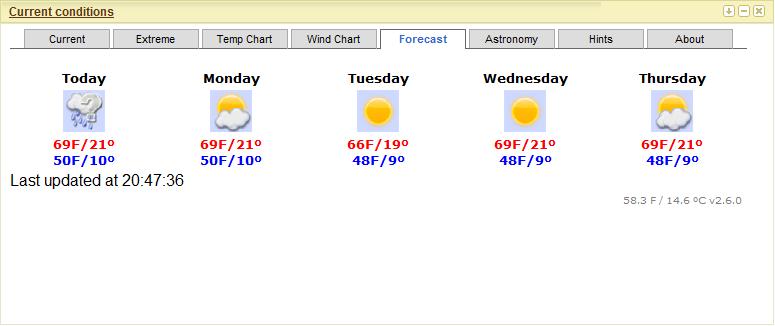 Current conditions
Current Extreme Temp Chart Wind Chart Forecast Astronomy Hints About
Today Monday Tuesday Wednesday Thursday
69F/21º 69F/21º 66F/19º 69F/21º 69F/21º
50F/10º 50F/10º 48F/9º 48F/9º 48F/9º
Last updated at 20:47:36
58.3 F / 14.6 ºC v2.6.0